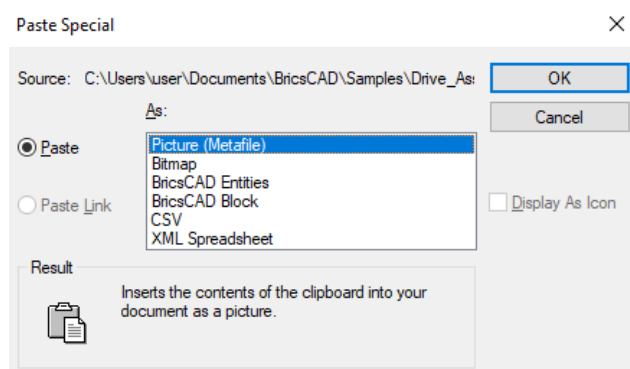 Paste Special
Source: C:\Users\user\Documents\BricsCAD\Samples\Drive_As
OK
As:
Cancel
Paste
Picture (Metafile)
Bitmap
BricsCAD Entities
Paste Link
BricsCAD Block
Display As Icon
CSV
XML Spreadsheet
Result
Inserts the contents of the clipboard into your
document as a picture.